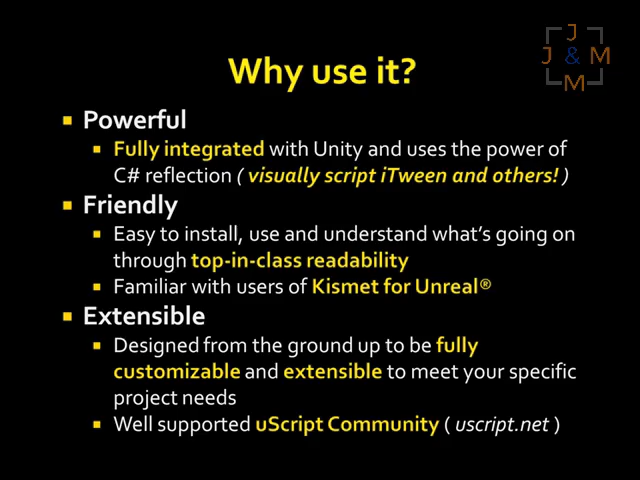 J
J & M
M
Why use it?
Powerful
Fully integrated with Unity and uses the power of
C# reflection ( visually script iTween and others! )
Friendly
Easy to install, use and understand what's going on
through top-in-class readability
Familiar with users of Kismet for Unreal®
Extensible
Designed from the ground up to be fully
customizable and extensible to meet your specific
project needs
Well supported uScript Community ( uscript.net )